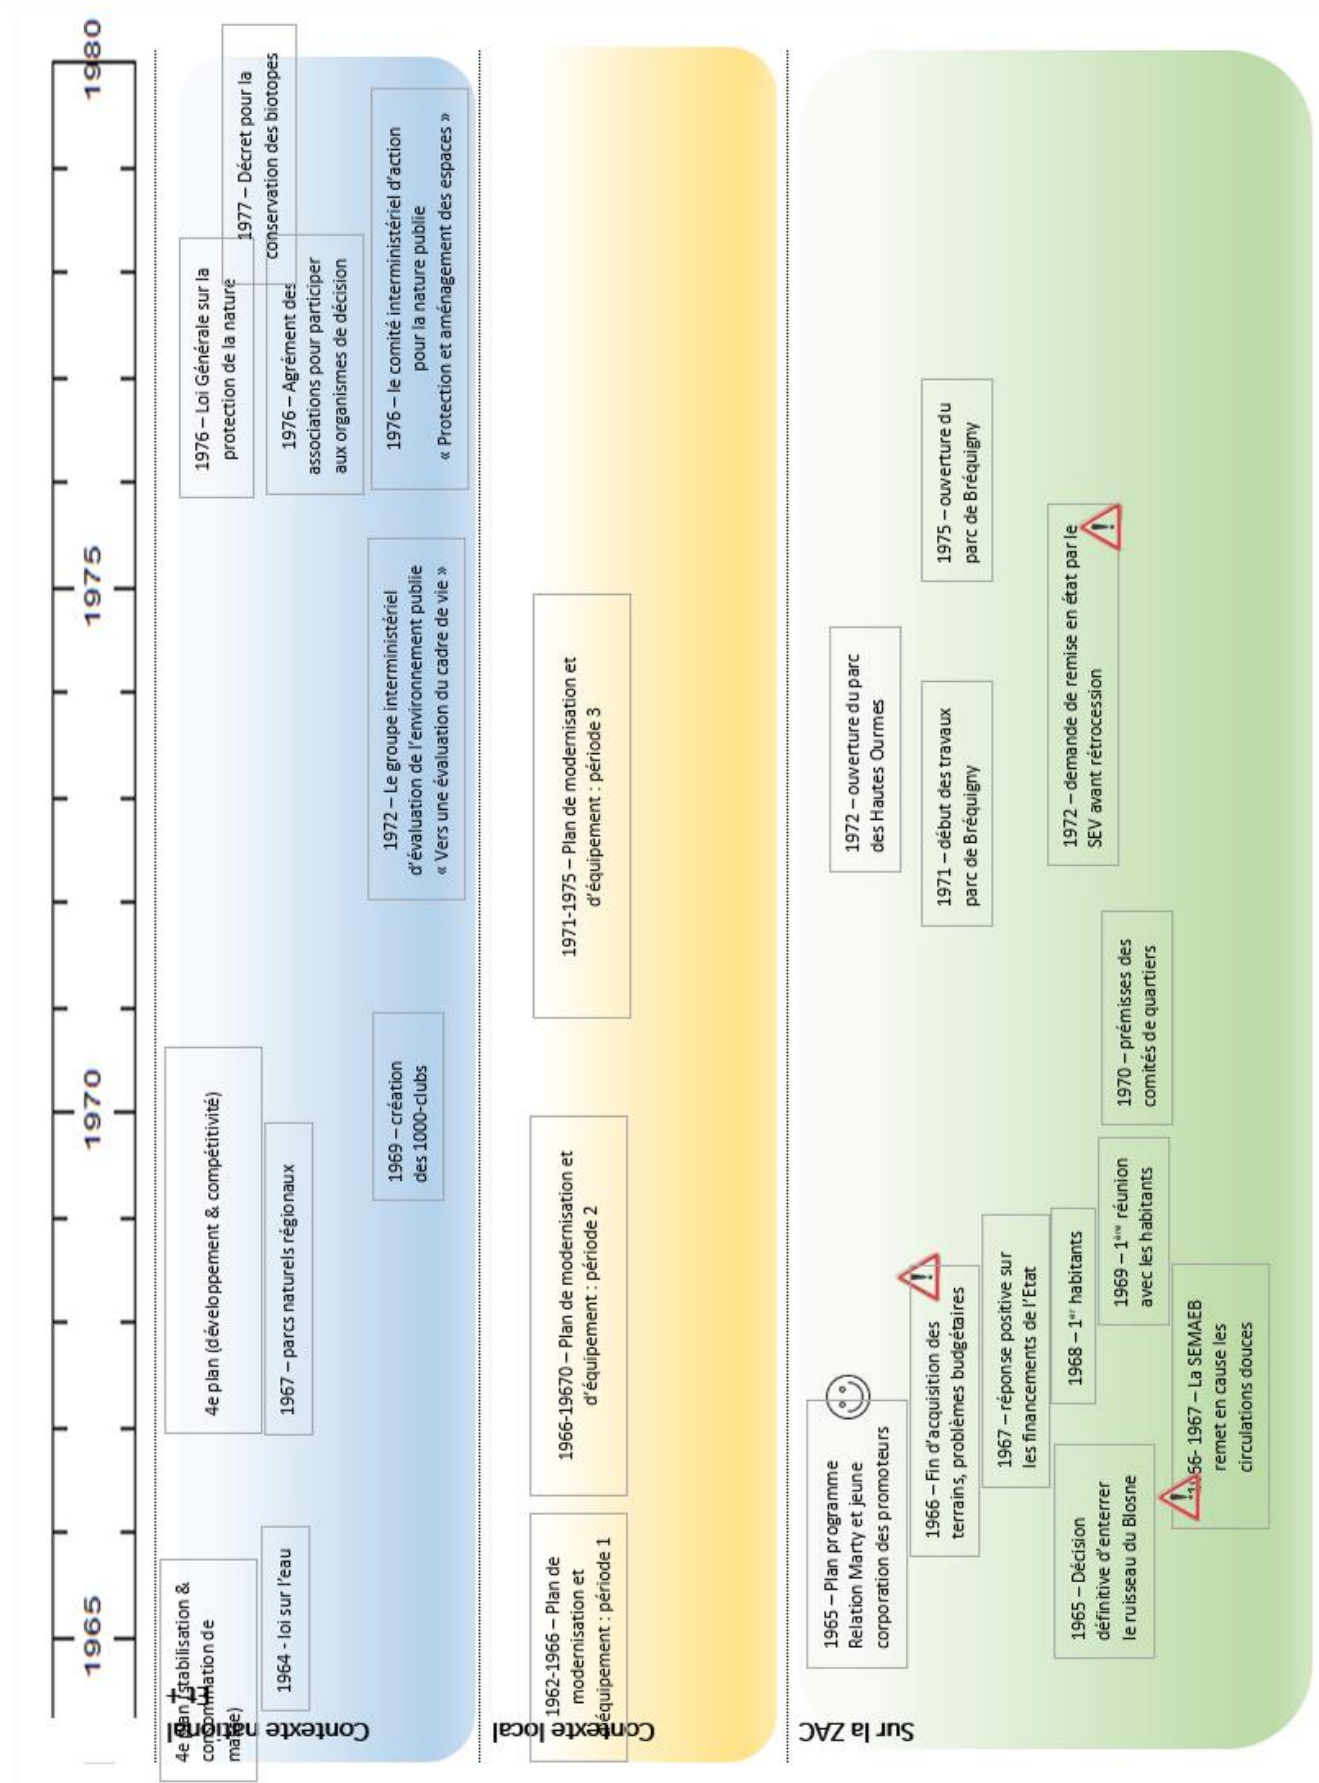 1965
1970
1975
1980
Contexte national
4e plan (stabilisation &
consommation de
masse)
1964 - loi sur l'eau
4e plan (développement & compétitivité)
1967 – parcs naturels régionaux
1969 – création
des 1000-clubs
1972 – Le groupe interministériel
d'évaluation de l'environnement publie
« Vers une évaluation du cadre de vie »
1976 – Loi Générale sur la
protection de la nature
1976 – Agrément des
associations pour participer
aux organismes de décision
1976 – le comité interministériel d'action
pour la nature publie
« Protection et aménagement des espaces »
1977 – Décret pour la
conservation des biotopes
Contexte local
1962-1966 – Plan de
modernisation et
d'équipement : période 1
1966-19670 – Plan de modernisation et
d'équipement : période 2
1971-1975 – Plan de modernisation et
d'équipement : période 3
Sur la ZAC
1965 – Plan programme
Relation Marty et jeune
corporation des promoteurs
1966 – Fin d'acquisition des
terrains, problèmes budgétaires
1967 – réponse positive sur
les financements de l'Etat
1965 – Décision
définitive d'enterrer
le ruisseau du Blosne
1968 – 1er habitants
1969 – 1ère réunion
avec les habitants
1966- 1967 – La SEMAEB
remet en cause les
circulations douces
1970 – prémisses des
comités de quartiers
1972 – ouverture du parc
des Hautes Ourmes
1971 – début des travaux
parc de Bréquigny
1975 – ouverture du
parc de Bréquigny
1972 – demande de remise en état par le
SEV avant rétrocession